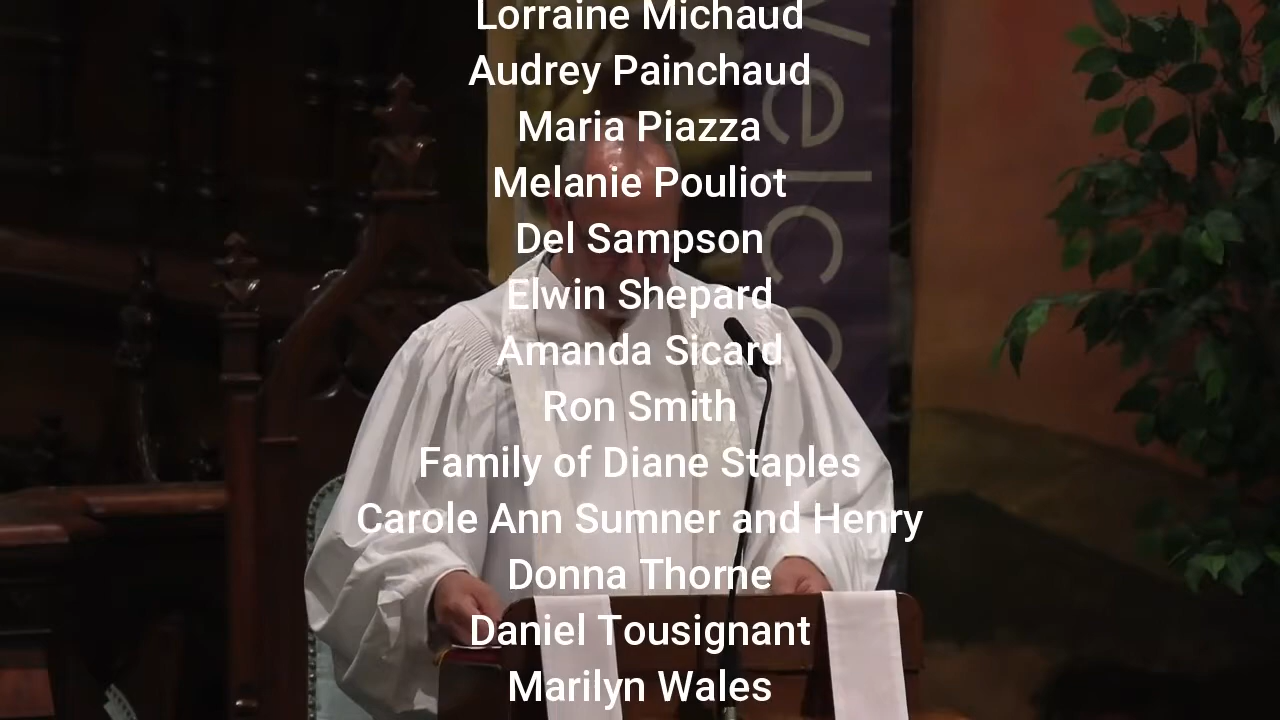 Lorraine Michaud
Audrey Painchaud
Maria Piazza
Melanie Pouliot
Del Sampson
Elwin Shepard
Amanda Sicard
Ron Smith
Family of Diane Staples
Carole Ann Sumner and Henry
Donna Thorne
Daniel Tousignant
Marilyn Wales
Welco